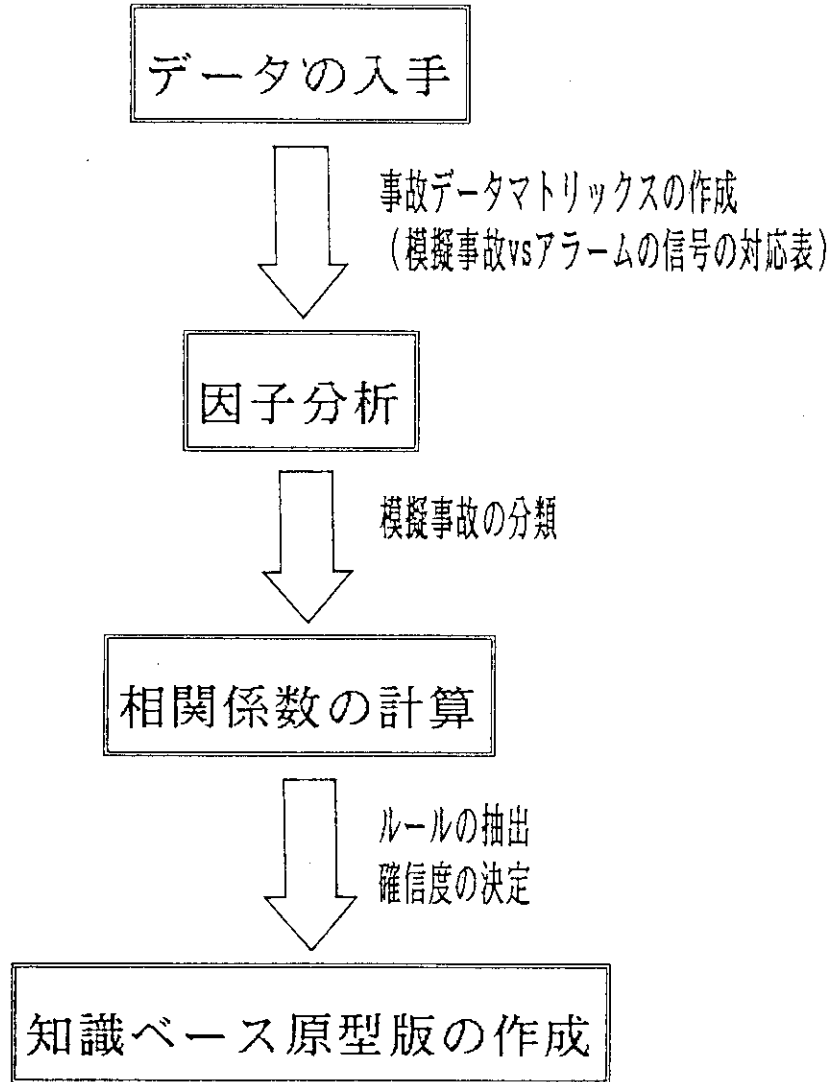 データの入手
事故データマトリックスの作成
(模擬事故vsアラームの信号の対応表)
因子分析
模擬事故の分類
相関係数の計算
ルールの抽出
確信度の決定
知識ベース原型版の作成